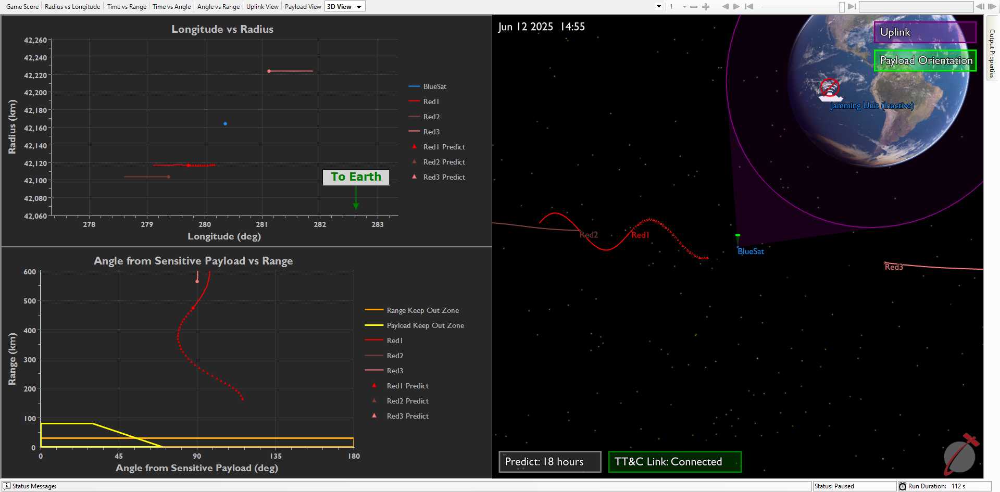 Game Score Radius vs Longitude Time vs Range Time vs Angle Angle vs Range Uplink View Payload View 3D View 1
Longitude vs Radius
42,260
42,240
42,220
42,200
42,180
42,160
42,140
42,120
42,100
42,080
42,060
Radius (km)
278 279 280 281 282 283
Longitude (deg)
To Earth
BlueSat
Red1
Red2
Red3
Red1 Predict
Red2 Predict
Red3 Predict
Angle from Sensitive Payload vs Range
600
500
400
300
200
100
0
Range (km)
0 45 90 135 180
Angle from Sensitive Payload (deg)
Range Keep Out Zone
Payload Keep Out Zone
Red1
Red2
Red3
Red1 Predict
Red2 Predict
Red3 Predict
Jun 12 2025 14:55
Uplink
Payload Orientation
Jamming Unit (Inactive)
Red2
Red1
BlueSat
Red3
Predict: 18 hours
TT&C Link: Connected
Output Properties
Status Message:
Status: Paused
Run Duration: 112 s